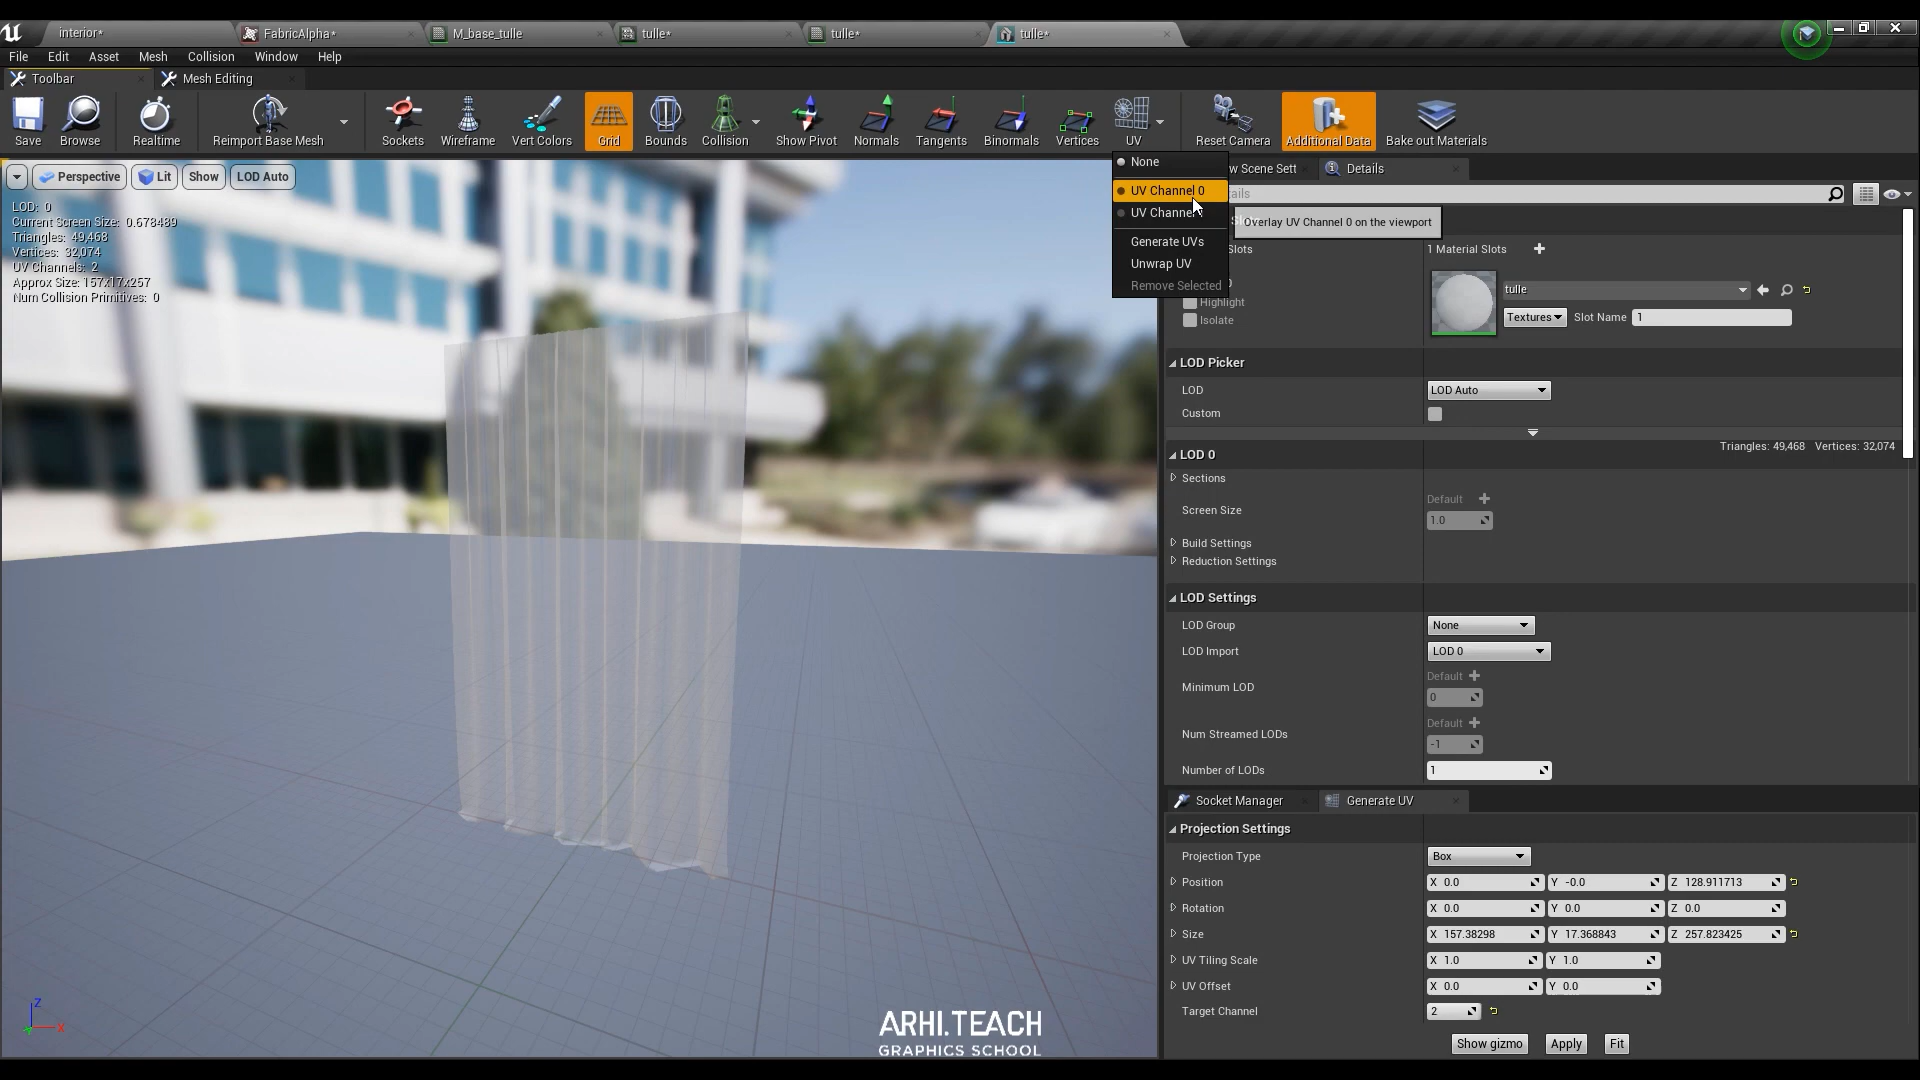 interior*
FabricAlpha*
M_base_tulle
tulle*
tulle*
tulle*
File
Edit
Asset
Mesh
Collision
Window
Help
Toolbar
Mesh Editing
Save
Browse
Realtime
Reimport Base Mesh
Sockets
Wireframe
Vert Colors
Grid
Bounds
Collision
Show Pivot
Normals
Tangents
Binormals
Vertices
UV
Reset Camera
Additional Data
Bake out Materials
Perspective
Lit
Show
LOD Auto
LOD: 0
Current Screen Size: 0.678489
Triangles: 49,468
Vertices: 32,074
UV Channels: 2
Approx Size: 157x17x257
Num Collision Primitives: 0
None
UV Channel 0
UV Channel
Generate UVs
Unwrap UV
Remove Selected
Overlay UV Channel 0 on the viewport
w Scene Sett
Details
ails
Slots
1 Material Slots
Highlight
Isolate
tulle
Textures
Slot Name
1
LOD Picker
LOD
LOD Auto
Custom
LOD 0
Triangles: 49,468 Vertices: 32,074
Sections
Screen Size
Default
1.0
Build Settings
Reduction Settings
LOD Settings
LOD Group
None
LOD Import
LOD 0
Minimum LOD
Default
0
Num Streamed LODs
Default
-1
Number of LODs
1
Socket Manager
Generate UV
Projection Settings
Projection Type
Box
Position
X 0.0
Y -0.0
Z 128.911713
Rotation
X 0.0
Y 0.0
Z 0.0
Size
X 157.38298
Y 17.368843
Z 257.823425
UV Tiling Scale
X 1.0
Y 1.0
UV Offset
X 0.0
Y 0.0
Target Channel
2
Show gizmo
Apply
Fit
Z
X
ARHI.TEACH
GRAPHICS SCHOOL